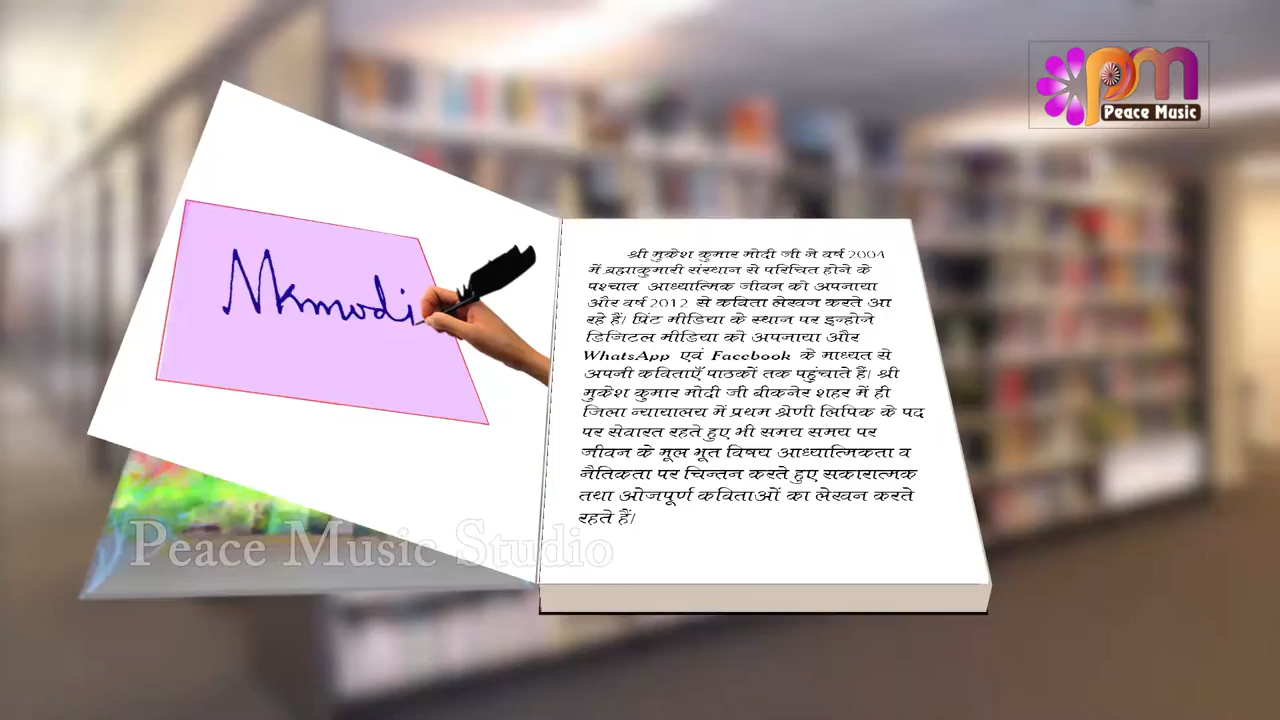 Peace Music
Mkmodi
श्री मुकेश कुमार मोदी जी ने वर्ष 2004
में ब्रह्माकुमारी संस्थान से परिचित होने के
पश्चात आध्यात्मिक जीवन को अपनाया
और वर्ष 2012 से कविता लेखन करते आ
रहे हैं। प्रिंट मीडिया के स्थान पर इन्होने
डिजिटल मीडिया को अपनाया और
WhatsApp एवं Facebook के माध्यत से
अपनी कविताएँ पाठकों तक पहुंचाते हैं। श्री
मुकेश कुमार मोदी जी बीकनेर शहर में ही
जिला न्यायालय में प्रथम श्रेणी लिपिक के पद
पर सेवारत रहते हुए भी समय समय पर
जीवन के मूल भूत विषय आध्यात्मिकता व
नैतिकता पर चिन्तन करते हुए सकारात्मक
तथा ओजपूर्ण कविताओं का लेखन करते
रहते हैं।
Peace Music Studio